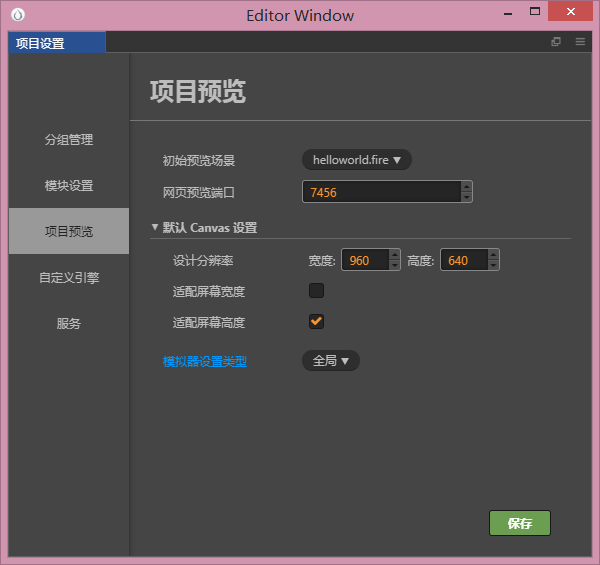 Editor Window
项目设置
分组管理
模块设置
项目预览
自定义引擎
服务
项目预览
初始预览场景 helloworld.fire
网页预览端口 7456
默认 Canvas 设置
设计分辨率 宽度: 960 高度: 640
适配屏幕宽度
适配屏幕高度
模拟器设置类型 全局
保存